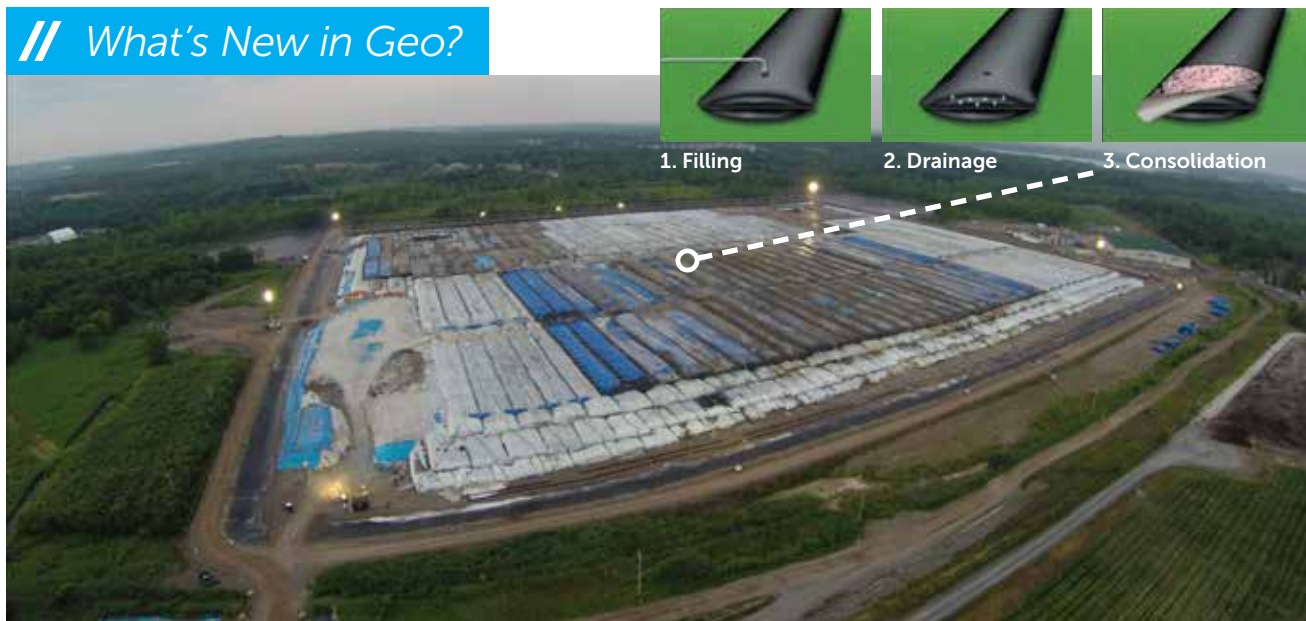 // What's New in Geo?
1. Filling
2. Drainage
3. Consolidation